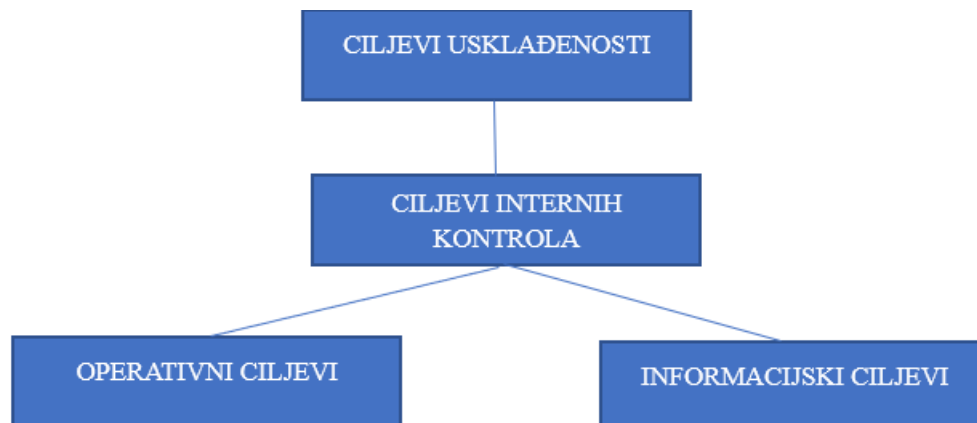 CILJEVI USKLAĐENOSTI
CILJEVI INTERNIH
KONTROLA
OPERATIVNI CILJEVI
INFORMACIJSKI CILJEVI